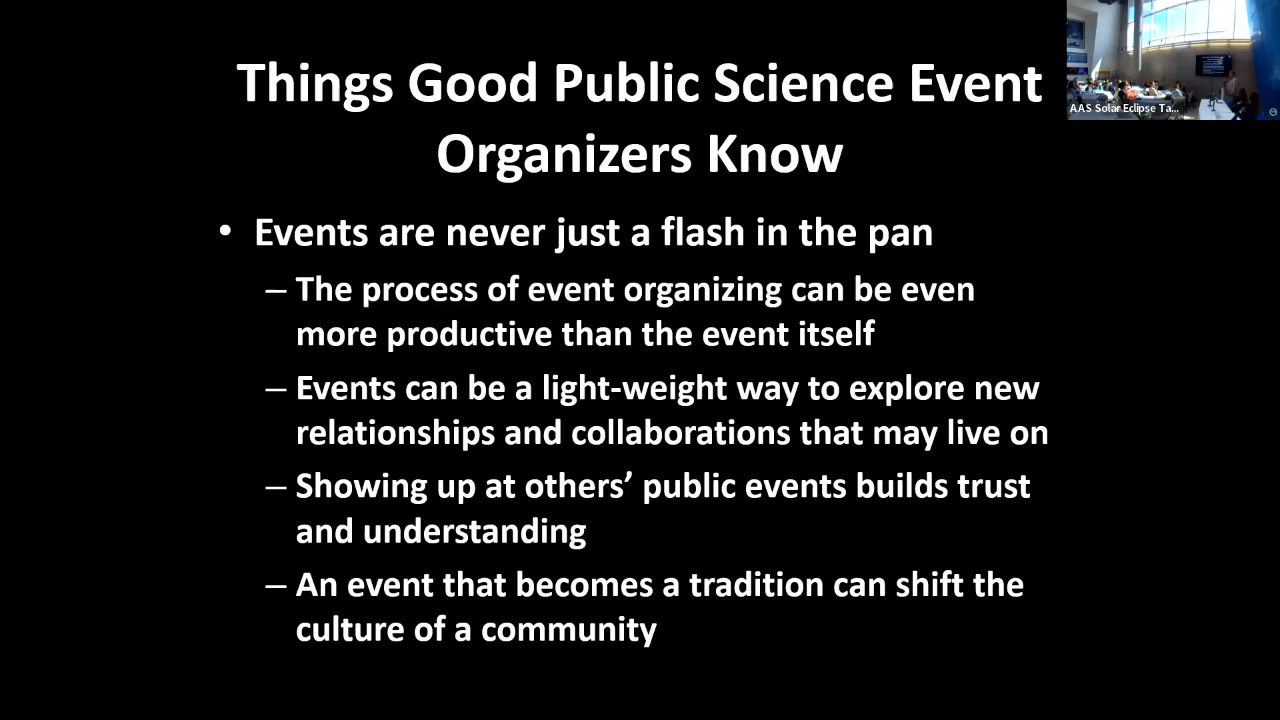 Things Good Public Science Event
Organizers Know
• Events are never just a flash in the pan
– The process of event organizing can be even
more productive than the event itself
– Events can be a light-weight way to explore new
relationships and collaborations that may live on
– Showing up at others’ public events builds trust
and understanding
– An event that becomes a tradition can shift the
culture of a community
AAS Solar Eclipse Ta...